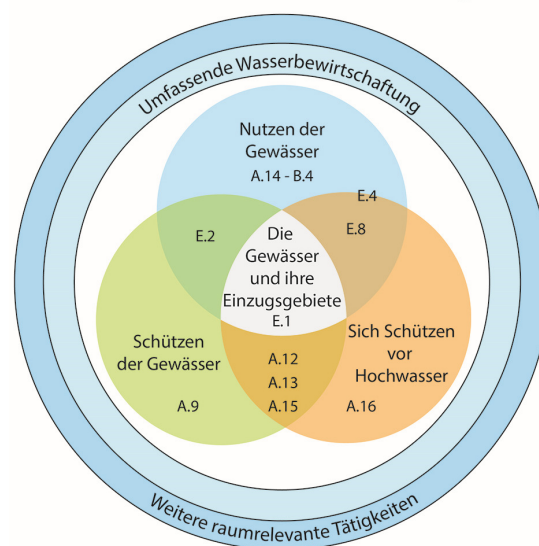 Umfassende Wasserbewirtschaftung
Nutzen der
Gewässer
A.14 - B.4
E.4
E.8
E.2
Die
Gewässer
und ihre
Einzugsgebiete
E.1
Schützen
der Gewässer
A.9
A.12
A.13
A.15
Sich Schützen
vor
Hochwasser
A.16
Weitere raumrelevante Tätigkeiten